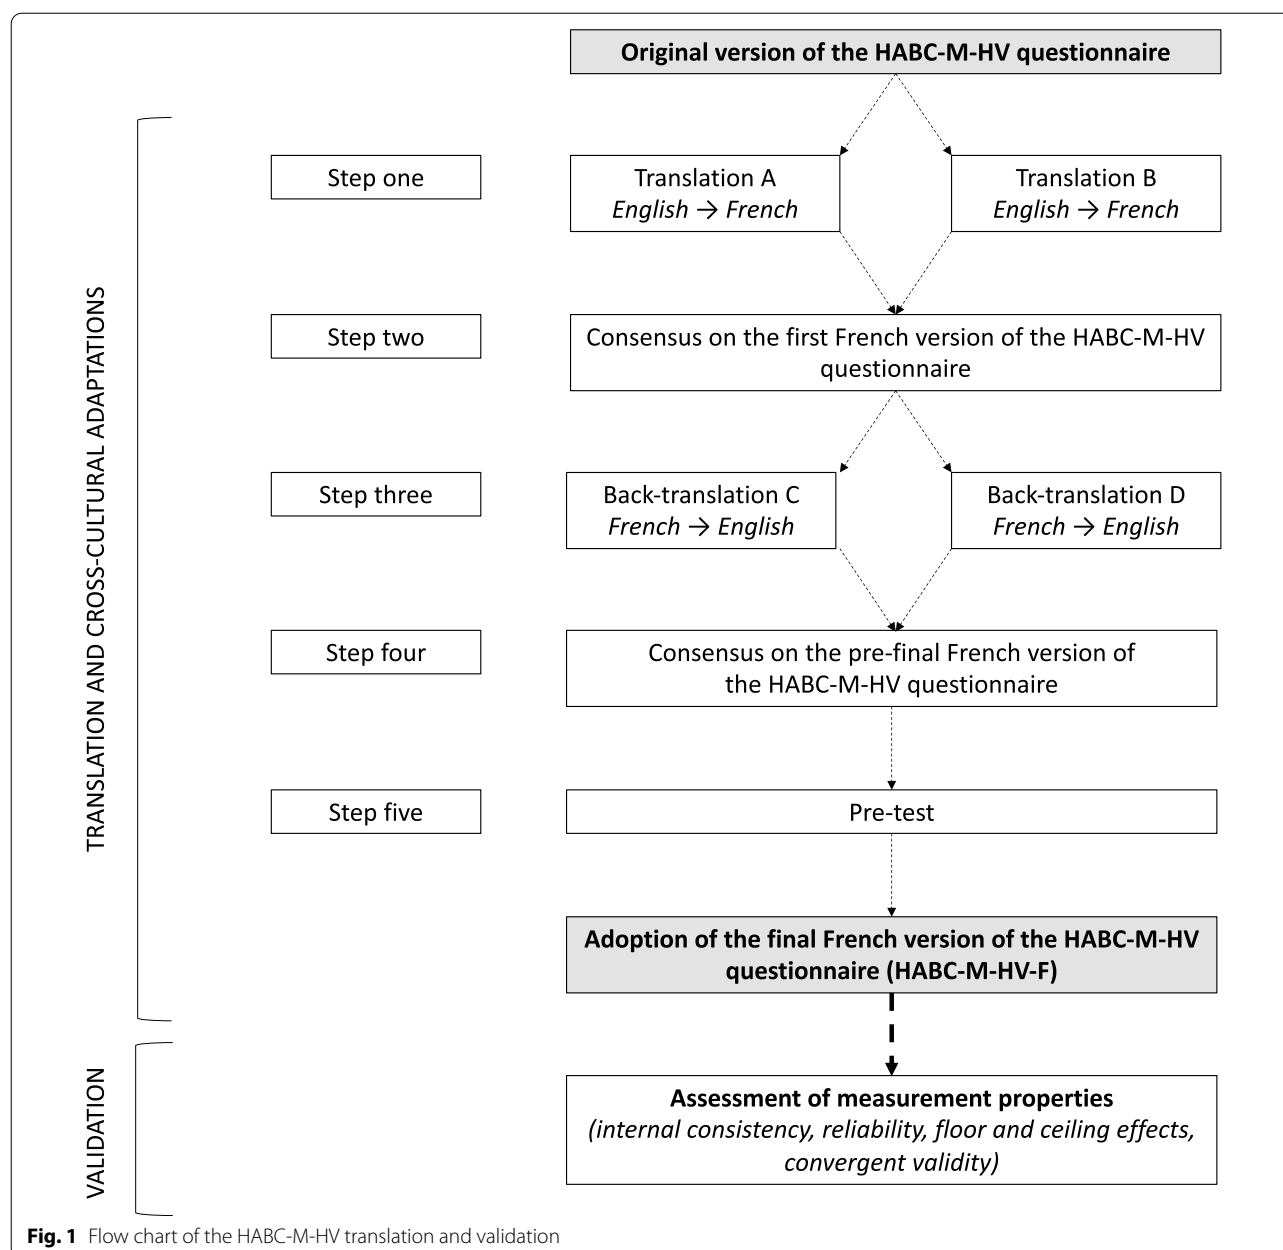 Original version of the HABC-M-HV questionnaire
TRANSLATION AND CROSS-CULTURAL ADAPTATIONS
Step one
Translation A
English → French
Translation B
English → French
Step two
Consensus on the first French version of the HABC-M-HV
questionnaire
Step three
Back-translation C
French → English
Back-translation D
French → English
Step four
Consensus on the pre-final French version of
the HABC-M-HV questionnaire
Step five
Pre-test
Adoption of the final French version of the HABC-M-HV
questionnaire (HABC-M-HV-F)
VALIDATION
Assessment of measurement properties
(internal consistency, reliability, floor and ceiling effects,
convergent validity)
Fig. 1 Flow chart of the HABC-M-HV translation and validation